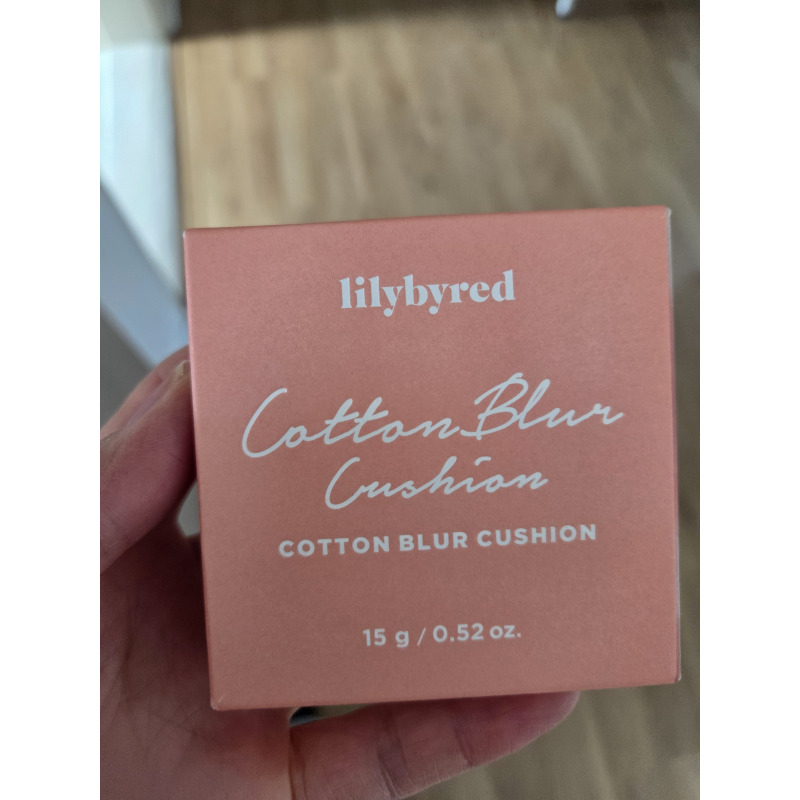 lilybyred
Cotton Blur
Cushion
COTTON BLUR CUSHION
15 g / 0.52 oz.